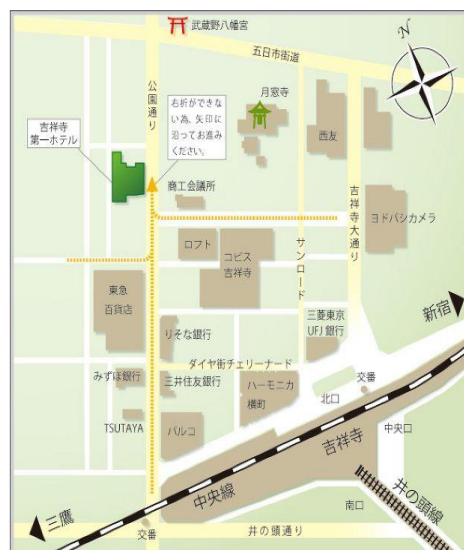 武蔵野八幡宮
五日市街道
N
公園通り
月窓寺
右折ができな
い為、矢印に
沿ってお進み
ください。
吉祥寺
第一ホテル
西友
商工会議所
吉祥寺大通り
ヨドバシカメラ
ロフト
コピス
吉祥寺
サンロード
東急
百貨店
新宿
三菱東京
UFJ銀行
りそな銀行
ダイヤ街チェリーナード
みずほ銀行
三井住友銀行
ハーモニカ
横町
交番
北口
TSUTAYA
パルコ
吉祥寺
中央口
中央線
井の頭線
三鷹
南口
交番
井の頭通り